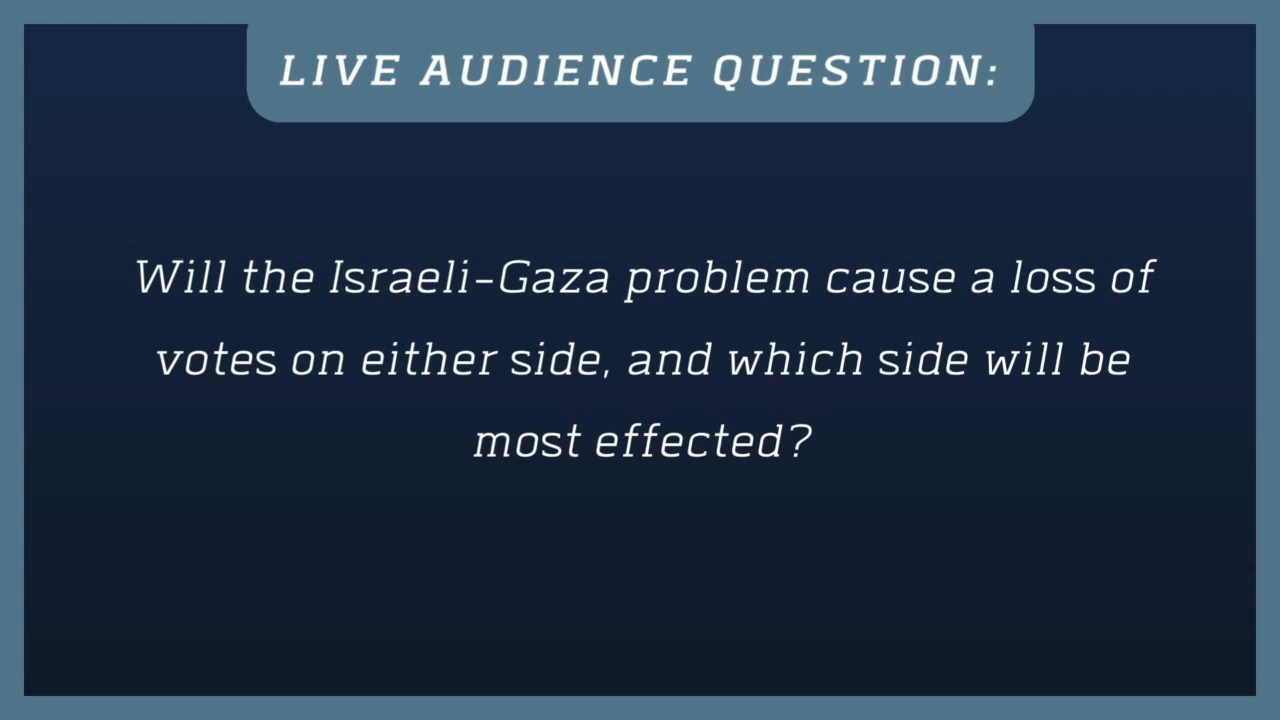 LIVE AUDIENCE QUESTION:
Will the Israeli-Gaza problem cause a loss of
votes on either side, and which side will be
most effected?